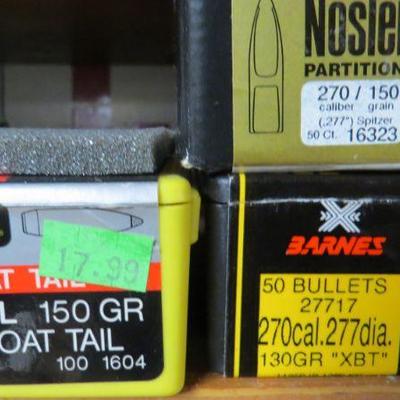 Nosler
PARTITION
270 / 150
caliber grain
(.277") Spitzer
50 Ct. 16323
X
BARNES
50 BULLETS
27717
270cal.277dia.
130GR "XBT"
17.99
AT TAIL
L 150 GR
OAT TAIL
100 1604